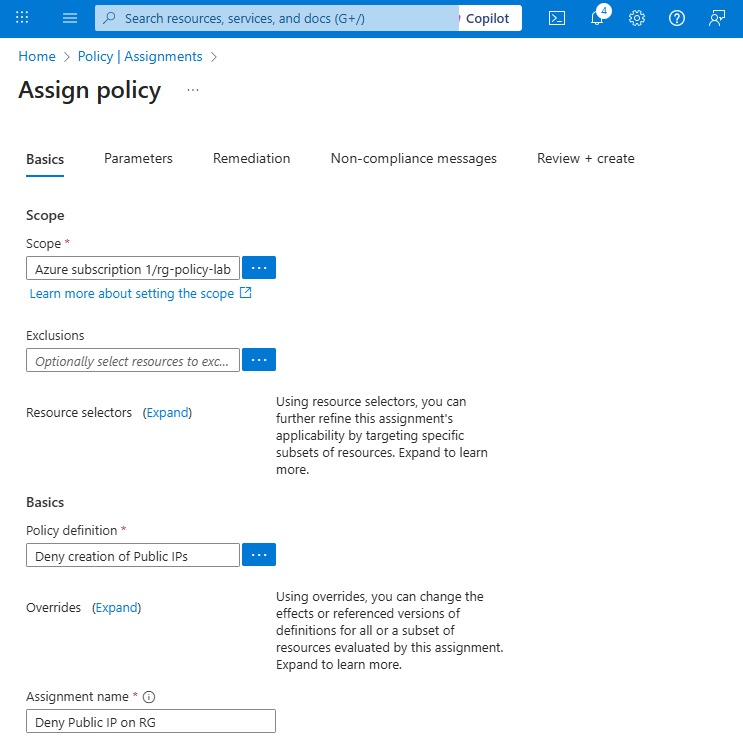 Search resources, services, and docs (G+/)
Copilot
4
Home > Policy | Assignments >
Assign policy ...
Basics Parameters Remediation Non-compliance messages Review + create
Scope
Scope *
Azure subscription 1/rg-policy-lab ...
Learn more about setting the scope
Exclusions
Optionally select resources to exc... ...
Resource selectors (Expand)
Using resource selectors, you can
further refine this assignment's
applicability by targeting specific
subsets of resources. Expand to learn
more.
Basics
Policy definition *
Deny creation of Public IPs ...
Overrides (Expand)
Using overrides, you can change the
effects or referenced versions of
definitions for all or a subset of
resources evaluated by this assignment.
Expand to learn more.
Assignment name *
Deny Public IP on RG